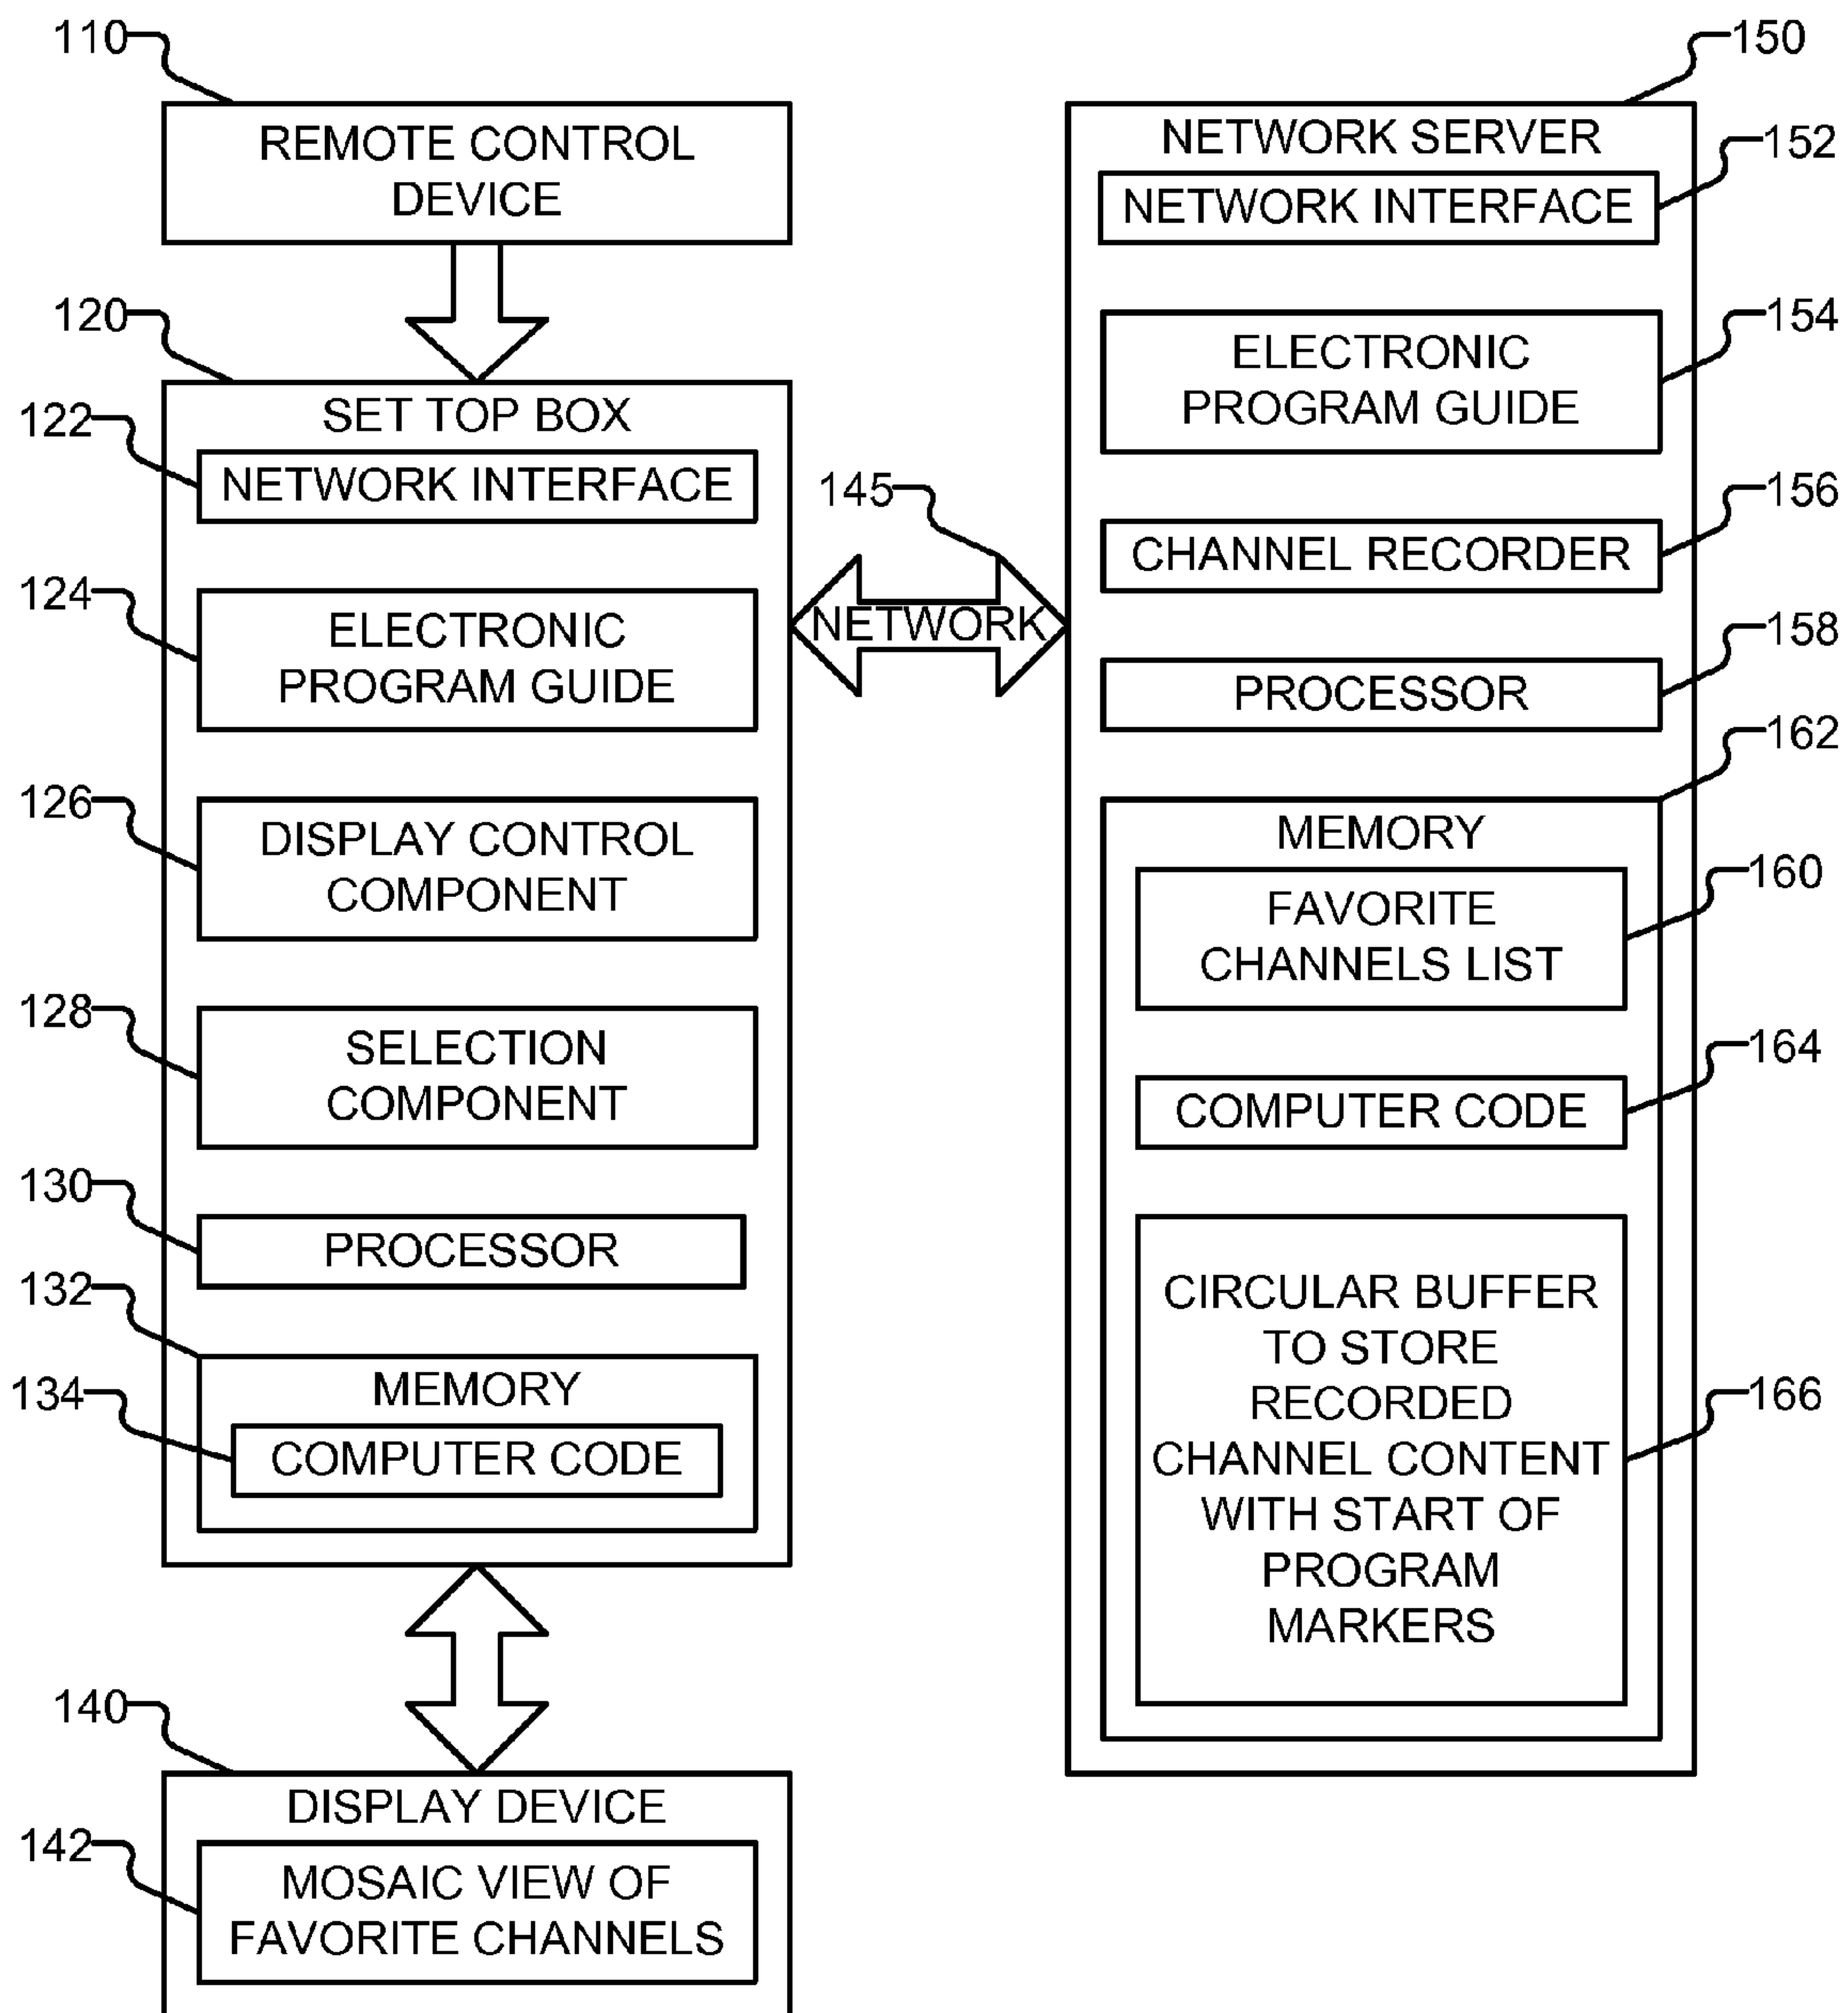 110
REMOTE CONTROL
DEVICE
120
SET TOP BOX
122
NETWORK INTERFACE
124
ELECTRONIC
PROGRAM GUIDE
126
DISPLAY CONTROL
COMPONENT
128
SELECTION
COMPONENT
130
PROCESSOR
132
MEMORY
134
COMPUTER CODE
140
DISPLAY DEVICE
142
MOSAIC VIEW OF
FAVORITE CHANNELS
145
NETWORK
150
NETWORK SERVER
152
NETWORK INTERFACE
154
ELECTRONIC
PROGRAM GUIDE
156
CHANNEL RECORDER
158
PROCESSOR
162
MEMORY
160
FAVORITE
CHANNELS LIST
164
COMPUTER CODE
166
CIRCULAR BUFFER
TO STORE
RECORDED
CHANNEL CONTENT
WITH START OF
PROGRAM
MARKERS